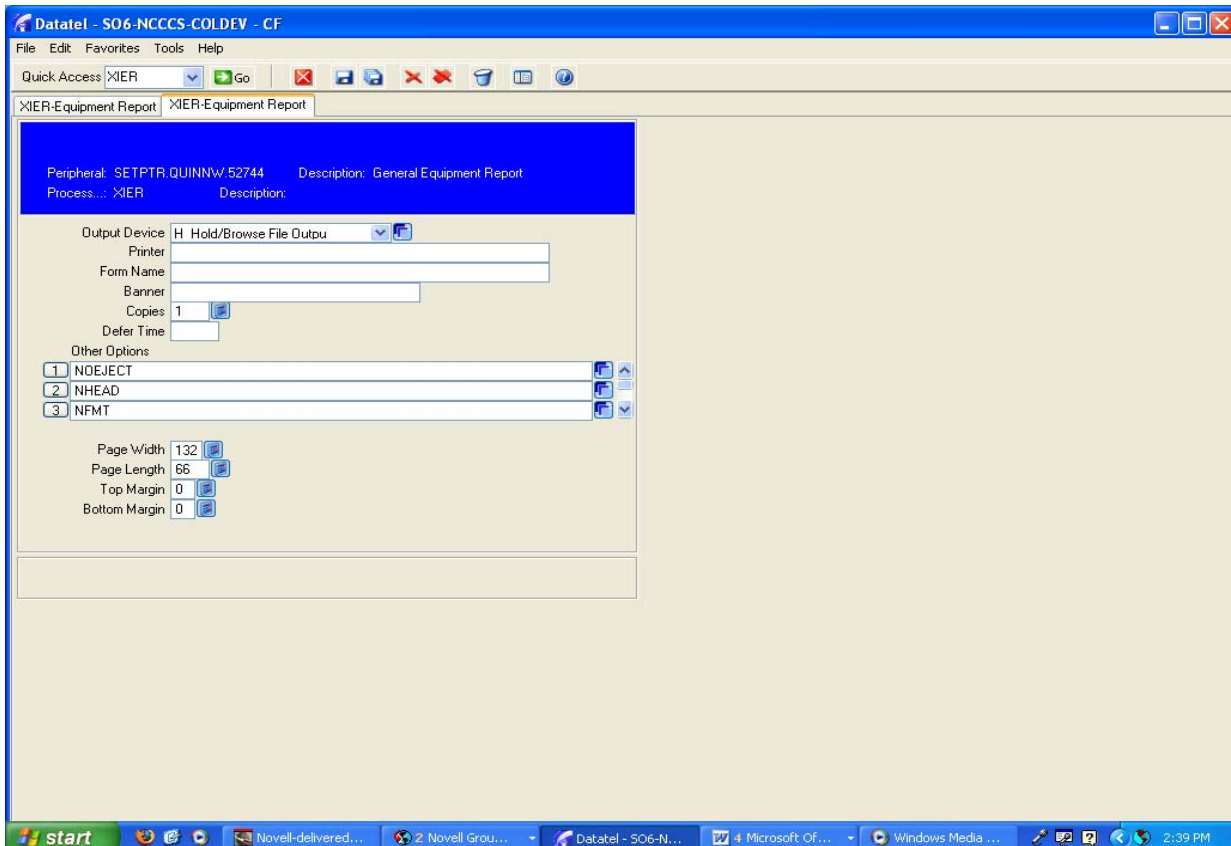 Datatel - SO6-NCCCS-COLDEV - CF
File Edit Favorites Tools Help
Quick Access XIER Go
XIER-Equipment Report XIER-Equipment Report
Peripheral: SETPTR.QUINNW.52744 Description: General Equipment Report
Process...: XIER Description:
Output Device H Hold/Browse File Outpu
Printer
Form Name
Banner
Copies 1
Defer Time
Other Options
1 NOEJECT
2 NHEAD
3 NFMT
Page Width 132
Page Length 66
Top Margin 0
Bottom Margin 0
start Novell-delivered... 2 Novell Grou... Datatel - SO6-N... 4 Microsoft Of... Windows Media ... 2:39 PM